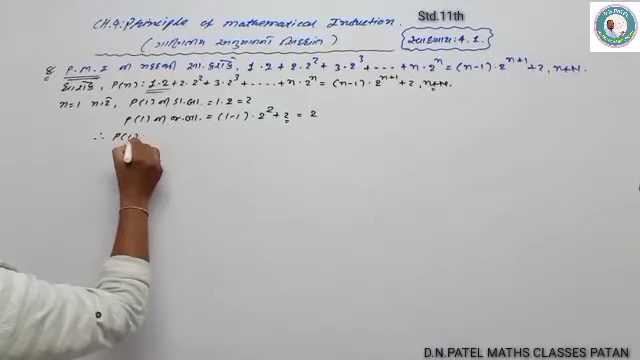 CH.4: Principle of mathematical Induction.
Std.11th
(ગાણિતિક અનુમાનનો સિદ્ધાંત)
સ્વાધ્યાય: 4.1
8 P.M.I ની મદદથી સા.કરોકે, 1·2 + 2·2² + 3·2³ + ---- + n·2ⁿ = (n-1)·2ⁿ⁺¹ + 2, n∈N.
ધારોકે, P(n): 1·2 + 2·2² + 3·2³ + ---- + n·2ⁿ = (n-1)·2ⁿ⁺¹ + 2, n∈N.
n=1 માટે, P(1) ની ડા.બા. = 1·2 = 2
P(1) ની જ.બા. = (1-1)·2² + 2 = 2
∴ P(1)
D.N.PATEL
D.N.PATEL MATHS CLASSES PATAN